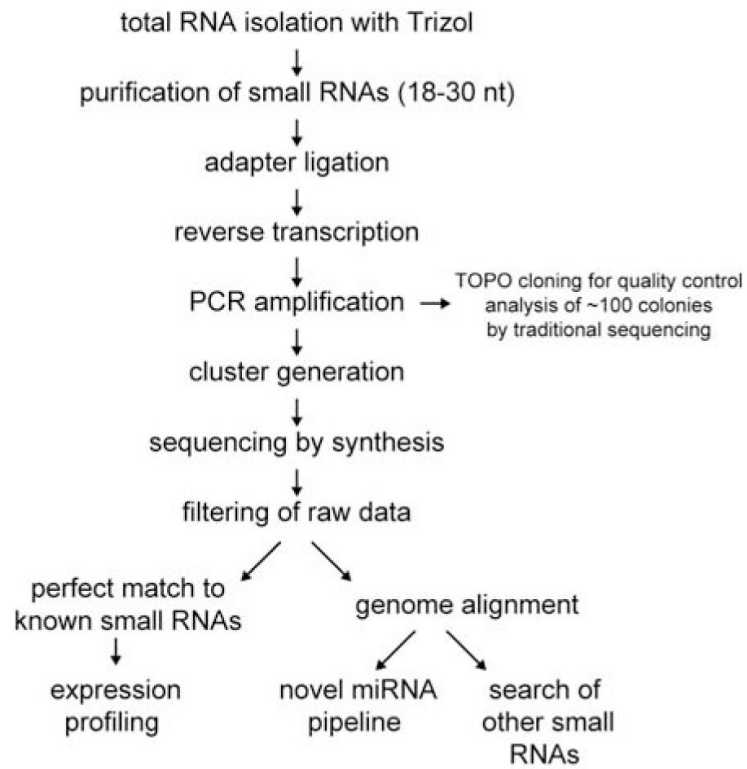 total RNA isolation with Trizol
purification of small RNAs (18-30 nt)
adapter ligation
reverse transcription
PCR amplification
TOPO cloning for quality control
analysis of ~100 colonies
by traditional sequencing
cluster generation
sequencing by synthesis
filtering of raw data
perfect match to
known small RNAs
genome alignment
expression
profiling
novel miRNA
pipeline
search of
other small
RNAs